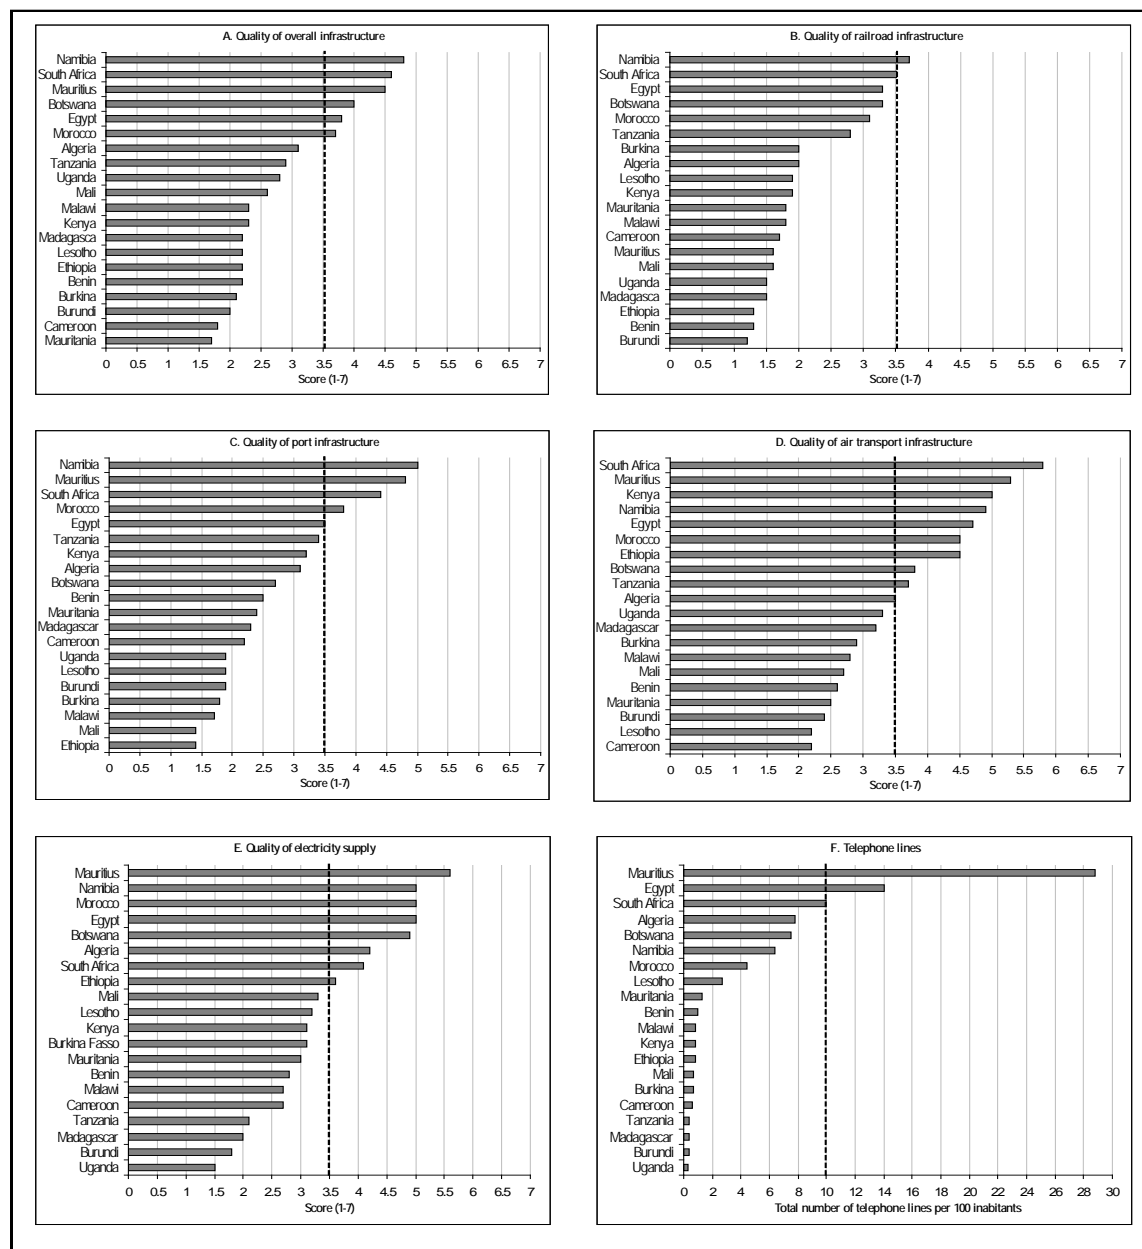 A. Quality of overall infrastructure
Namibia
South Africa
Mauritius
Botswana
Egypt
Morocco
Algeria
Tanzania
Uganda
Mali
Malawi
Kenya
Madagasca
Lesotho
Ethiopia
Benin
Burkina
Burundi
Cameroon
Mauritania
0 0.5 1 1.5 2 2.5 3 3.5 4 4.5 5 5.5 6 6.5 7
Score (1-7)
B. Quality of railroad infrastructure
Namibia
South Africa
Egypt
Botswana
Morocco
Tanzania
Burkina
Algeria
Lesotho
Kenya
Mauritania
Malawi
Cameroon
Mauritius
Mali
Uganda
Madagasca
Ethiopia
Benin
Burundi
0 0.5 1 1.5 2 2.5 3 3.5 4 4.5 5 5.5 6 6.5 7
Score (1-7)
C. Quality of port infrastructure
Namibia
Mauritius
South Africa
Morocco
Egypt
Tanzania
Kenya
Algeria
Botswana
Benin
Mauritania
Madagascar
Cameroon
Uganda
Lesotho
Burundi
Burkina
Malawi
Mali
Ethiopia
0 0.5 1 1.5 2 2.5 3 3.5 4 4.5 5 5.5 6 6.5 7
Score (1-7)
D. Quality of air transport infrastructure
South Africa
Mauritius
Kenya
Namibia
Egypt
Morocco
Ethiopia
Botswana
Tanzania
Algeria
Uganda
Madagascar
Burkina
Malawi
Mali
Benin
Mauritania
Burundi
Lesotho
Cameroon
0 0.5 1 1.5 2 2.5 3 3.5 4 4.5 5 5.5 6 6.5 7
Score (1-7)
E. Quality of electricity supply
Mauritius
Namibia
Morocco
Egypt
Botswana
Algeria
South Africa
Ethiopia
Mali
Lesotho
Kenya
Burkina Fasso
Mauritania
Benin
Malawi
Cameroon
Tanzania
Madagascar
Burundi
Uganda
0 0.5 1 1.5 2 2.5 3 3.5 4 4.5 5 5.5 6 6.5 7
Score (1-7)
F. Telephone lines
Mauritius
Egypt
South Africa
Algeria
Botswana
Namibia
Morocco
Lesotho
Mauritania
Benin
Malawi
Kenya
Ethiopia
Mali
Burkina
Cameroon
Tanzania
Madagascar
Burundi
Uganda
0 2 4 6 8 10 12 14 16 18 20 22 24 26 28 30
Total number of telephone lines per 100 inabitants